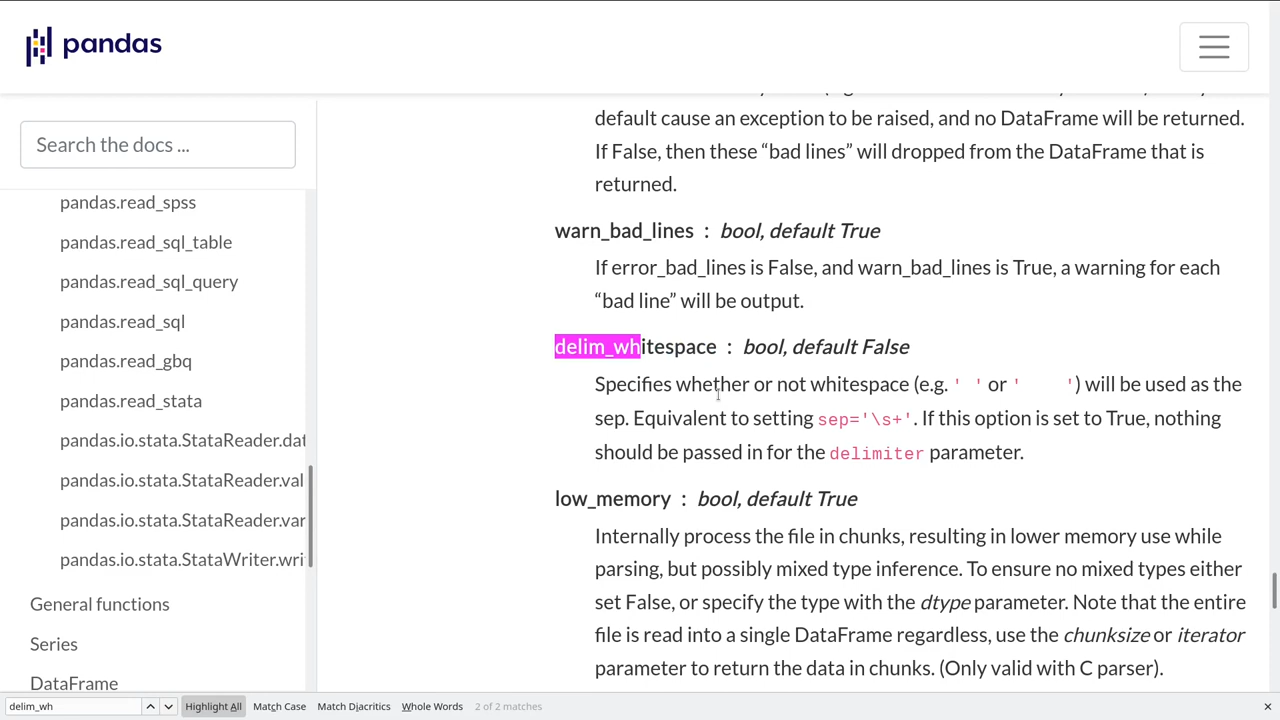 pandas
Search the docs ...
pandas.read_spss
pandas.read_sql_table
pandas.read_sql_query
pandas.read_sql
pandas.read_gbq
pandas.read_stata
pandas.io.stata.StataReader.dat
pandas.io.stata.StataReader.val
pandas.io.stata.StataReader.var
pandas.io.stata.StataWriter.wri
General functions
Series
DataFrame
default cause an exception to be raised, and no DataFrame will be returned.
If False, then these “bad lines” will dropped from the DataFrame that is
returned.
warn_bad_lines : bool, default True
If error_bad_lines is False, and warn_bad_lines is True, a warning for each
“bad line” will be output.
delim_whitespace : bool, default False
Specifies whether or not whitespace (e.g. ' ' or '    ') will be used as the
sep. Equivalent to setting sep='\s+'. If this option is set to True, nothing
should be passed in for the delimiter parameter.
low_memory : bool, default True
Internally process the file in chunks, resulting in lower memory use while
parsing, but possibly mixed type inference. To ensure no mixed types either
set False, or specify the type with the dtype parameter. Note that the entire
file is read into a single DataFrame regardless, use the chunksize or iterator
parameter to return the data in chunks. (Only valid with C parser).
delim_wh Highlight All Match Case Match Diacritics Whole Words 2 of 2 matches